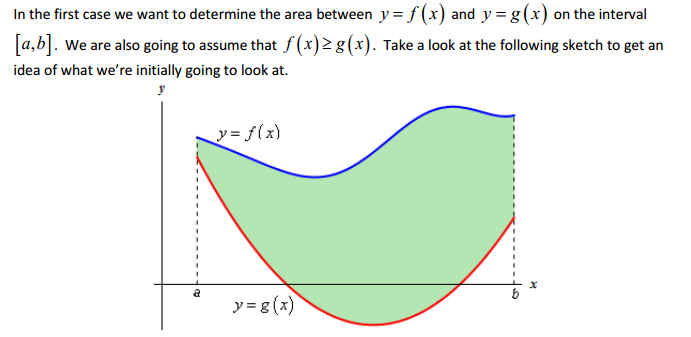 In the first case we want to determine the area between y = f(x) and y = g(x) on the interval
[a,b]. We are also going to assume that f(x) ≥ g(x). Take a look at the following sketch to get an
idea of what we're initially going to look at.
y
y = f(x)
x
a
b
y = g(x)